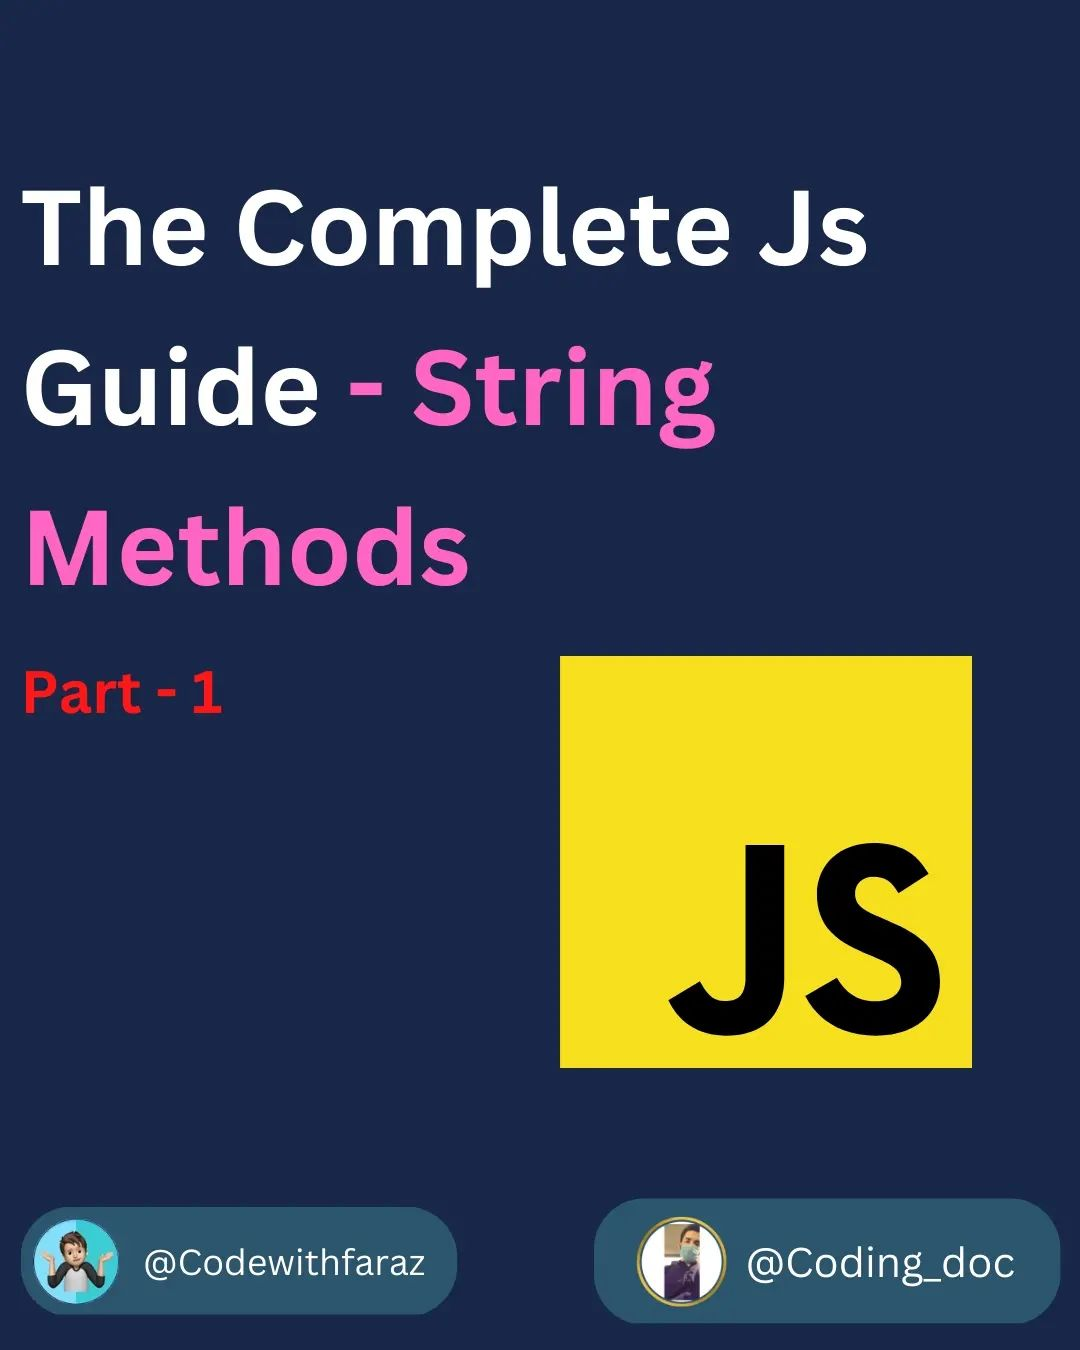 The Complete Js
Guide - String
Methods
Part - 1
JS
@Codewithfaraz
@Coding_doc